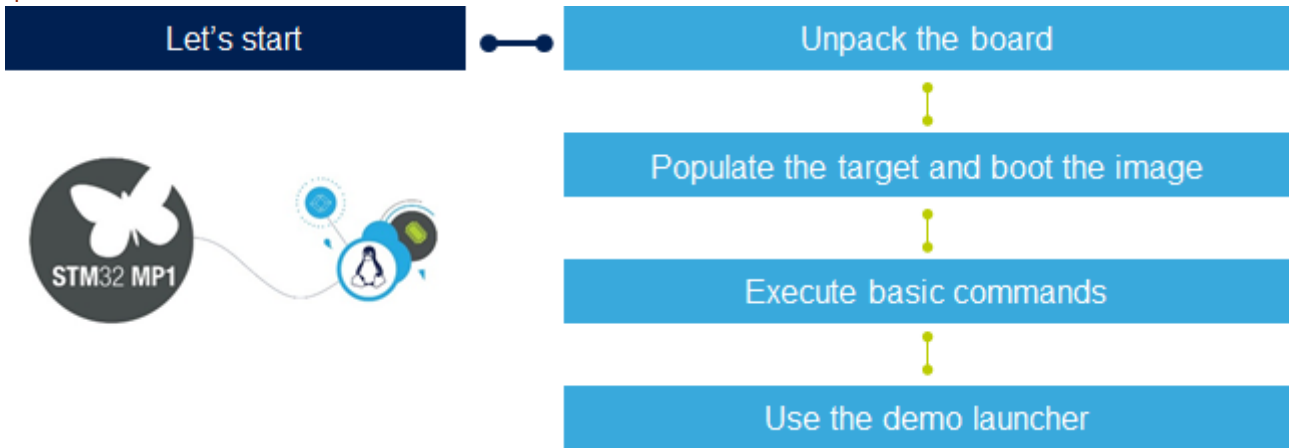 Let's start
Unpack the board
Populate the target and boot the image
Execute basic commands
Use the demo launcher
STM32 MP1